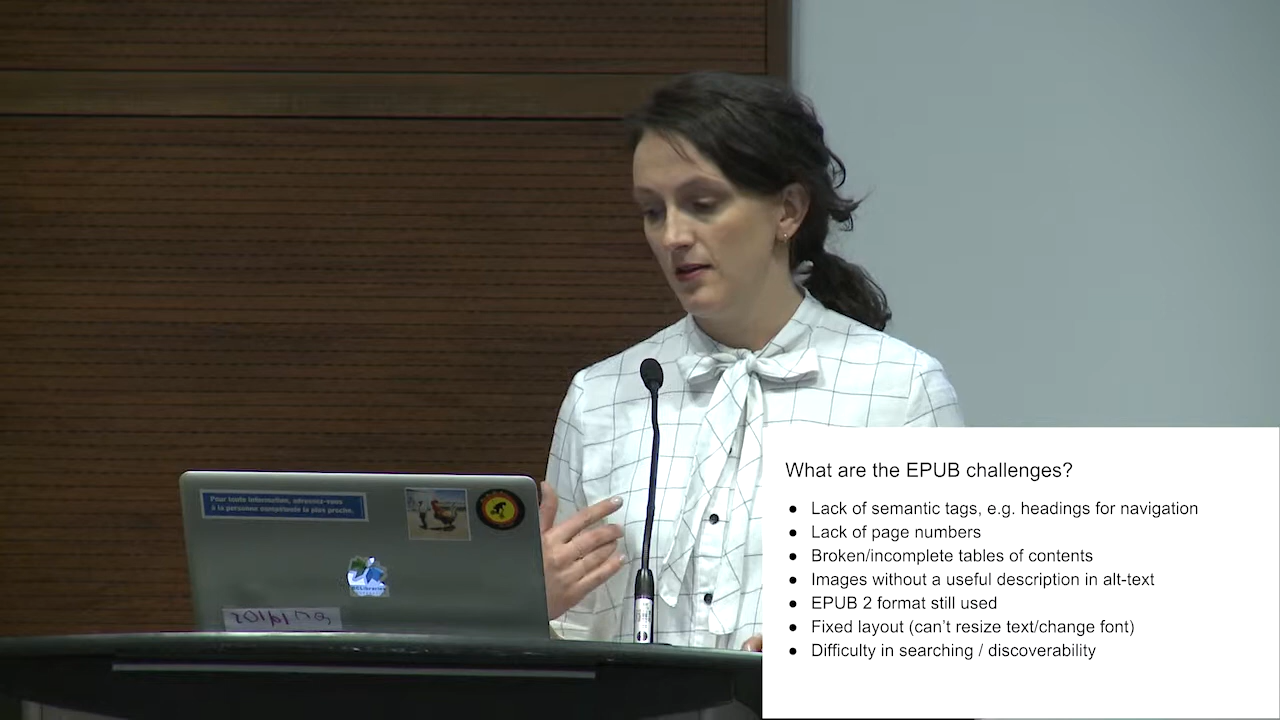 Pour toute information, adressez-vous
à la personne compétente la plus proche.
What are the EPUB challenges?
● Lack of semantic tags, e.g. headings for navigation
● Lack of page numbers
● Broken/incomplete tables of contents
● Images without a useful description in alt-text
● EPUB 2 format still used
● Fixed layout (can't resize text/change font)
● Difficulty in searching / discoverability